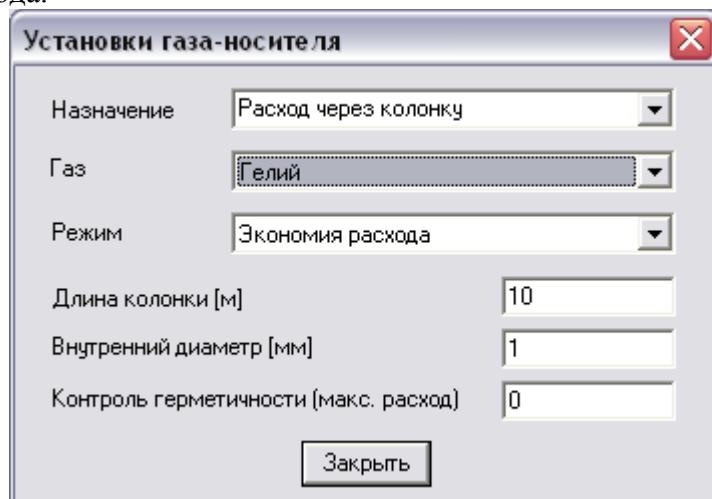 Установки газа-носителя
Назначение Расход через колонку
Газ Гелий
Режим Экономия расхода
Длина колонки [м] 10
Внутренний диаметр [мм] 1
Контроль герметичности (макс. расход) 0
Закрыть